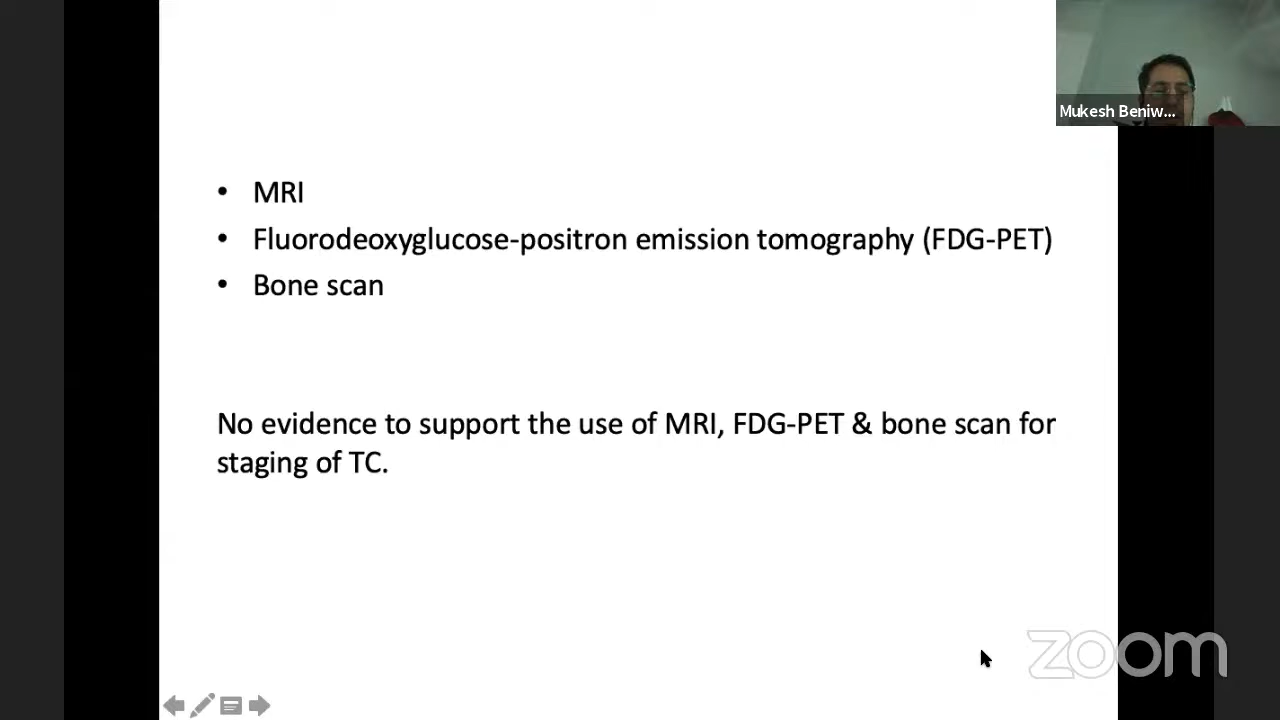 Mukesh Beniw...
• MRI
• Fluorodeoxyglucose-positron emission tomography (FDG-PET)
• Bone scan
No evidence to support the use of MRI, FDG-PET & bone scan for
staging of TC.
zoom